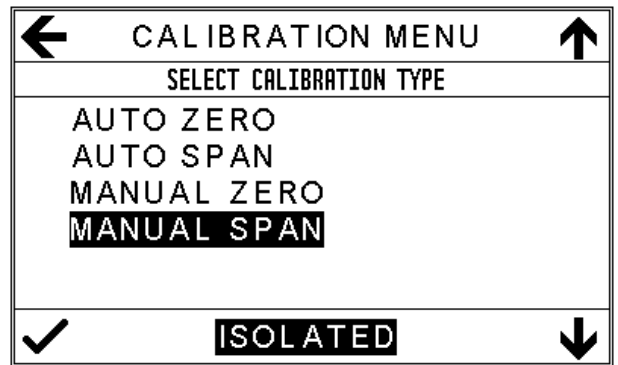 CALIBRATION MENU
SELECT CALIBRATION TYPE
AUTO ZERO
AUTO SPAN
MANUAL ZERO
MANUAL SPAN
ISOLATED